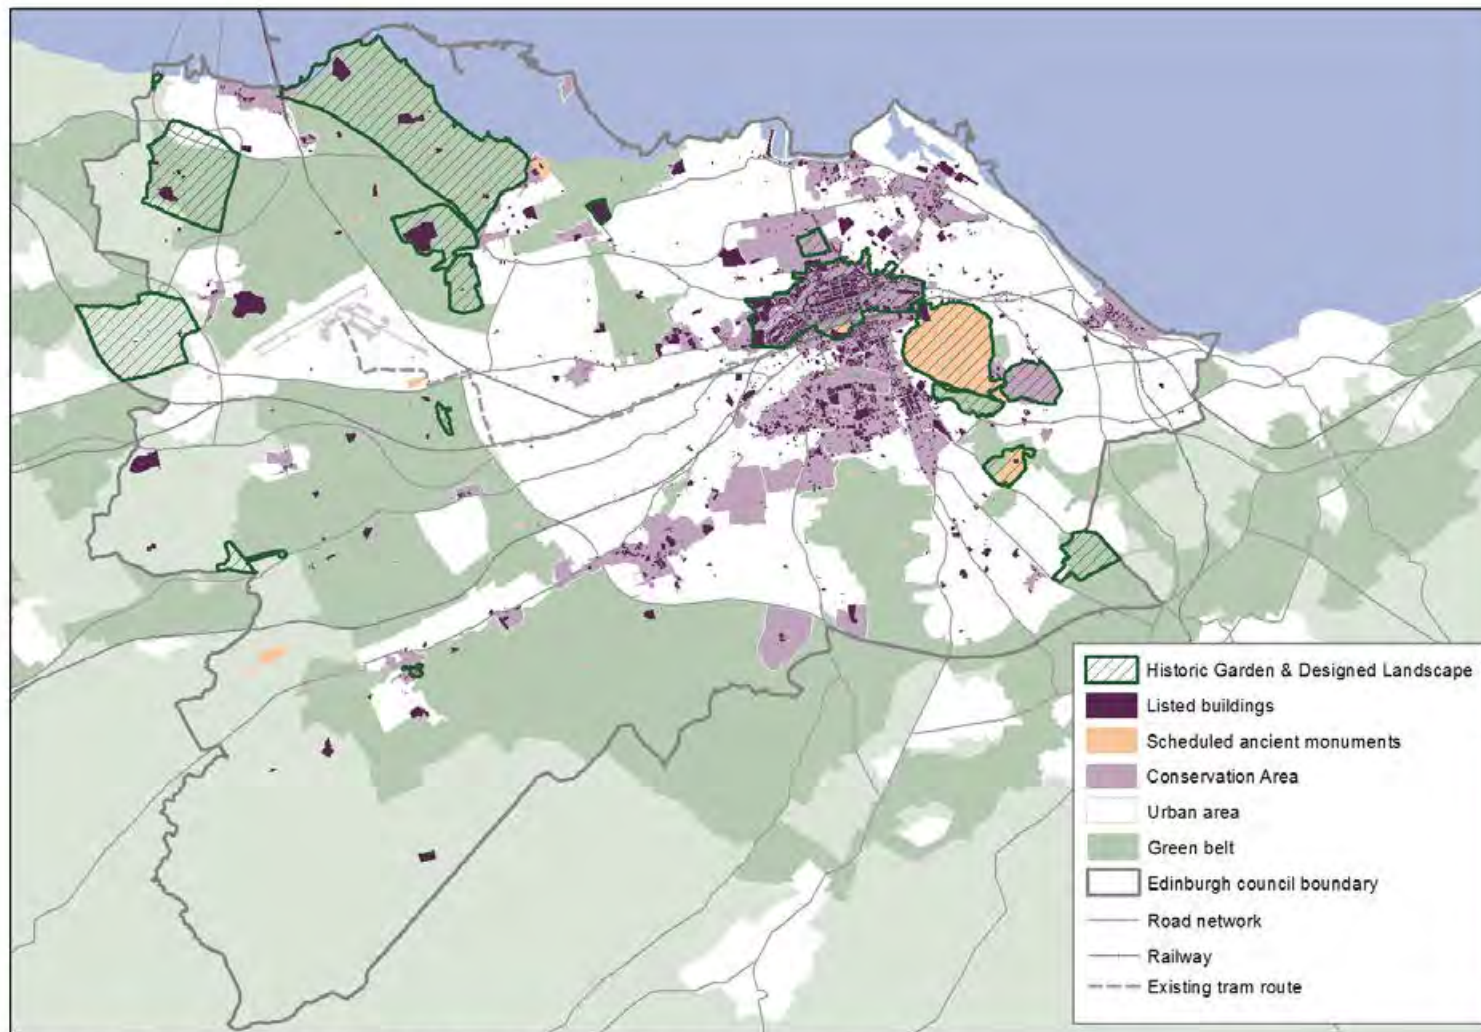 Historic Garden & Designed Landscape
Listed buildings
Scheduled ancient monuments
Conservation Area
Urban area
Green belt
Edinburgh council boundary
Road network
Railway
Existing tram route